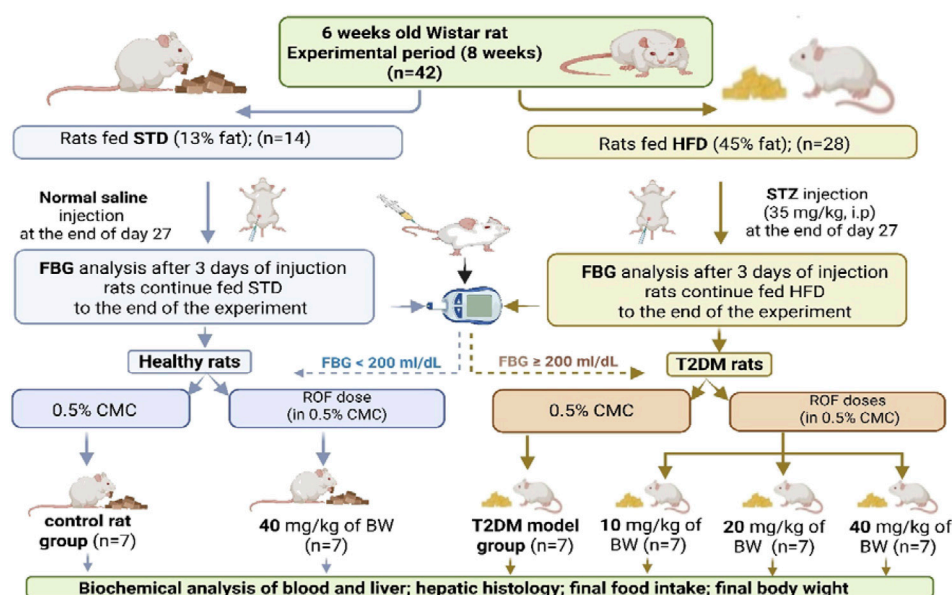 6 weeks old Wistar rat
Experimental period (8 weeks)
(n=42)
Rats fed STD (13% fat); (n=14)
Rats fed HFD (45% fat); (n=28)
Normal saline
injection
at the end of day 27
STZ injection
(35 mg/kg, i.p)
at the end of day 27
FBG analysis after 3 days of injuction
rats continue fed STD
to the end of the experiment
FBG analysis after 3 days of injection
rats continue fed HFD
to the end of the experiment
Healthy rats
FBG < 200 ml/dL
FBG ≥ 200 ml/dL
T2DM rats
0.5% CMC
ROF dose
(in 0.5% CMC)
0.5% CMC
ROF doses
(in 0.5% CMC)
control rat
group (n=7)
40 mg/kg of BW
(n=7)
T2DM model
group (n=7)
10 mg/kg of
BW (n=7)
20 mg/kg of
BW (n=7)
40 mg/kg of
BW (n=7)
Biochemical analysis of blood and liver; hepatic histology; final food intake; final body wight